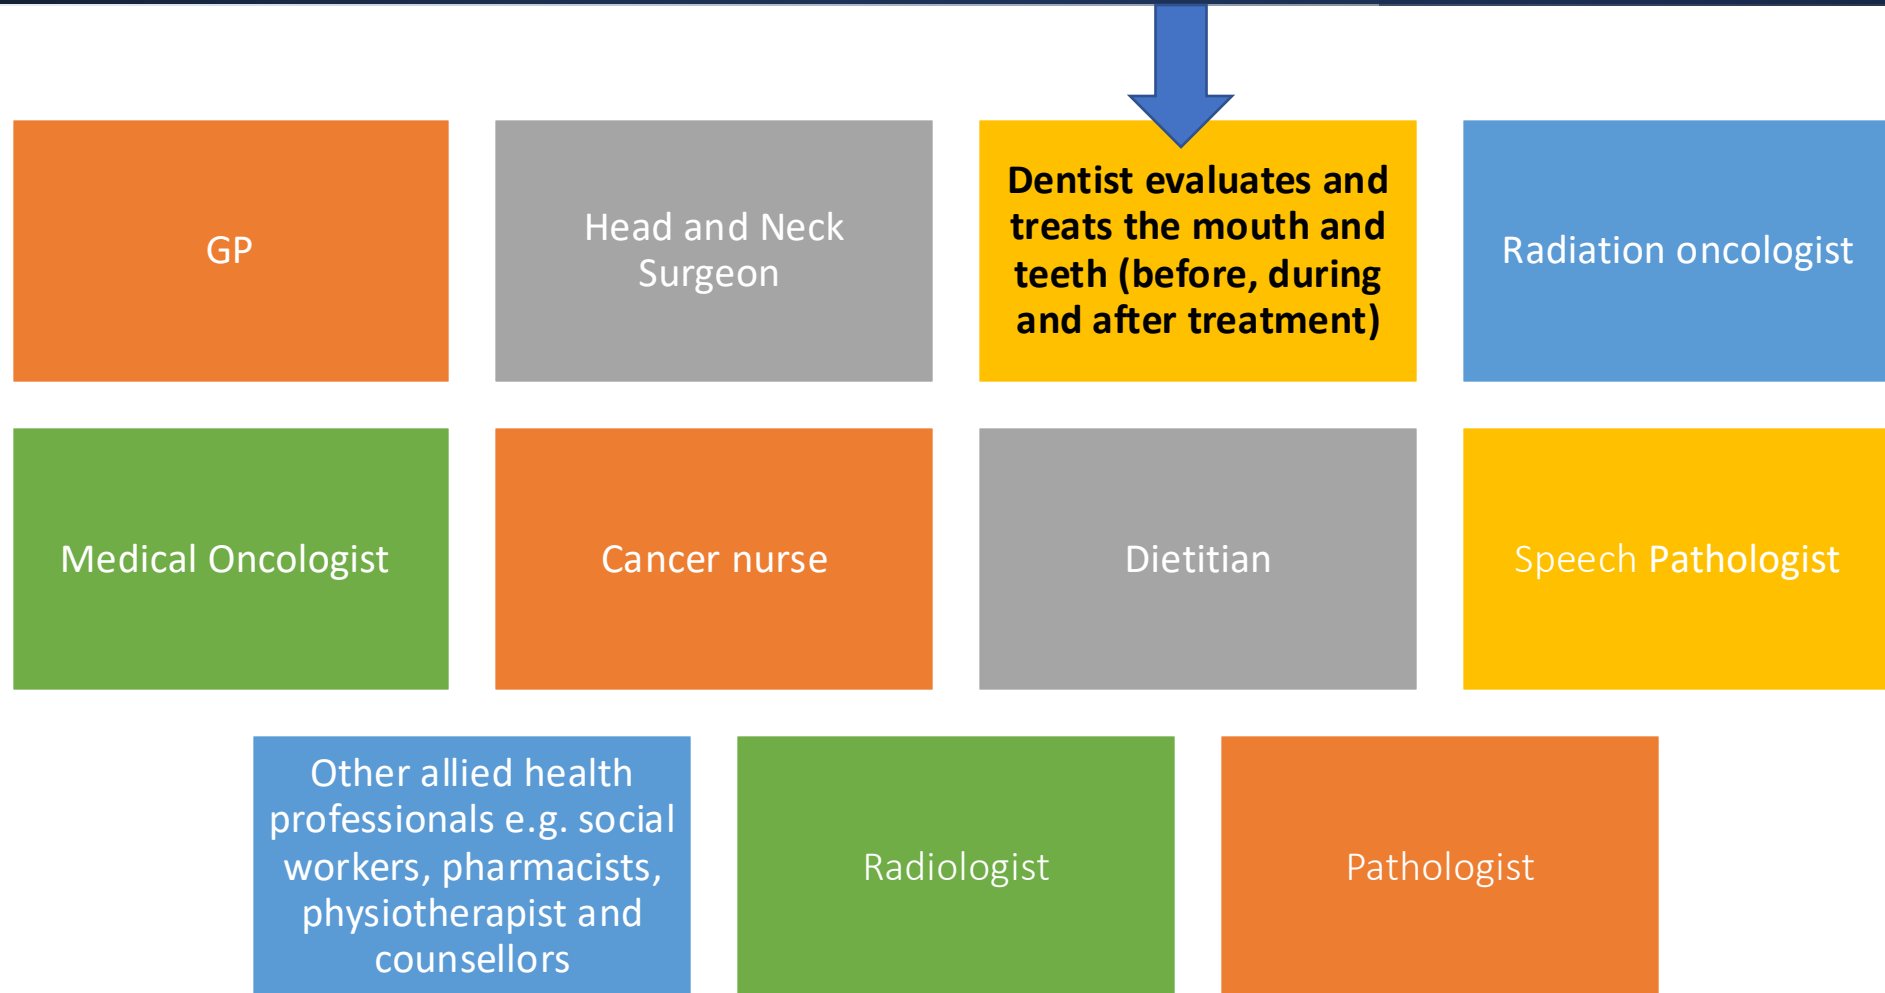 GP
Head and Neck
Surgeon
Dentist evaluates and
treats the mouth and
teeth (before, during
and after treatment)
Radiation oncologist
Medical Oncologist
Cancer nurse
Dietitian
Speech Pathologist
Other allied health
professionals e.g. social
workers, pharmacists,
physiotherapist and
counsellors
Radiologist
Pathologist